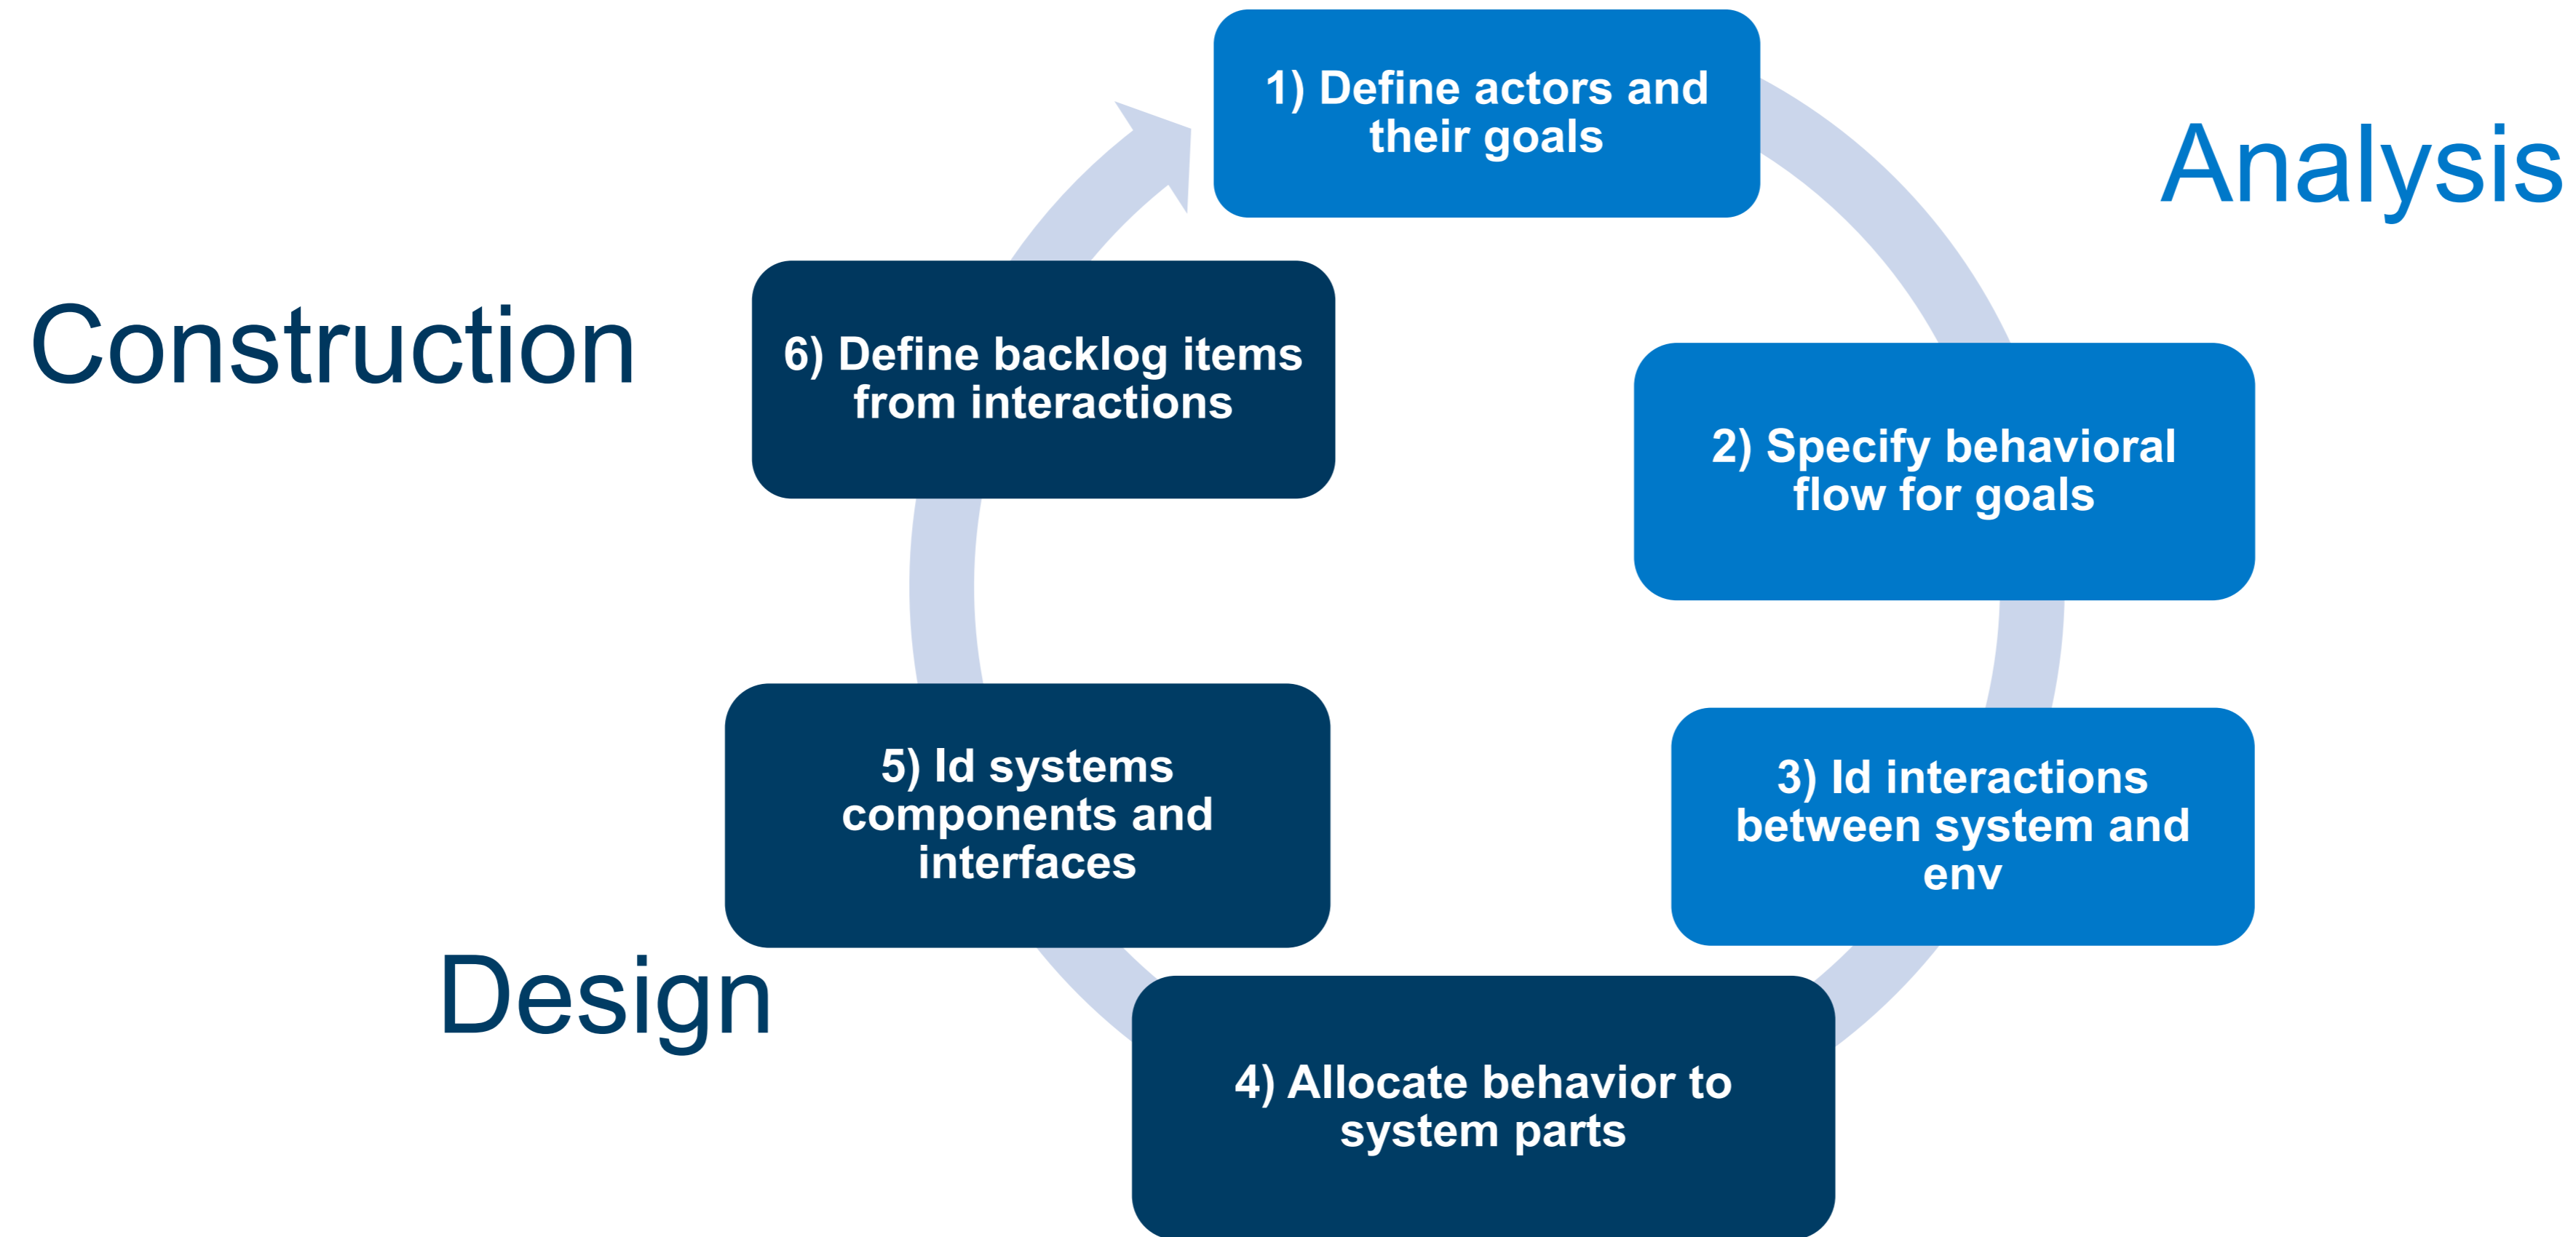 1) Define actors and
their goals
Analysis
2) Specify behavioral
flow for goals
3) Id interactions
between system and
env
4) Allocate behavior to
system parts
Design
5) Id systems
components and
interfaces
Construction
6) Define backlog items
from interactions